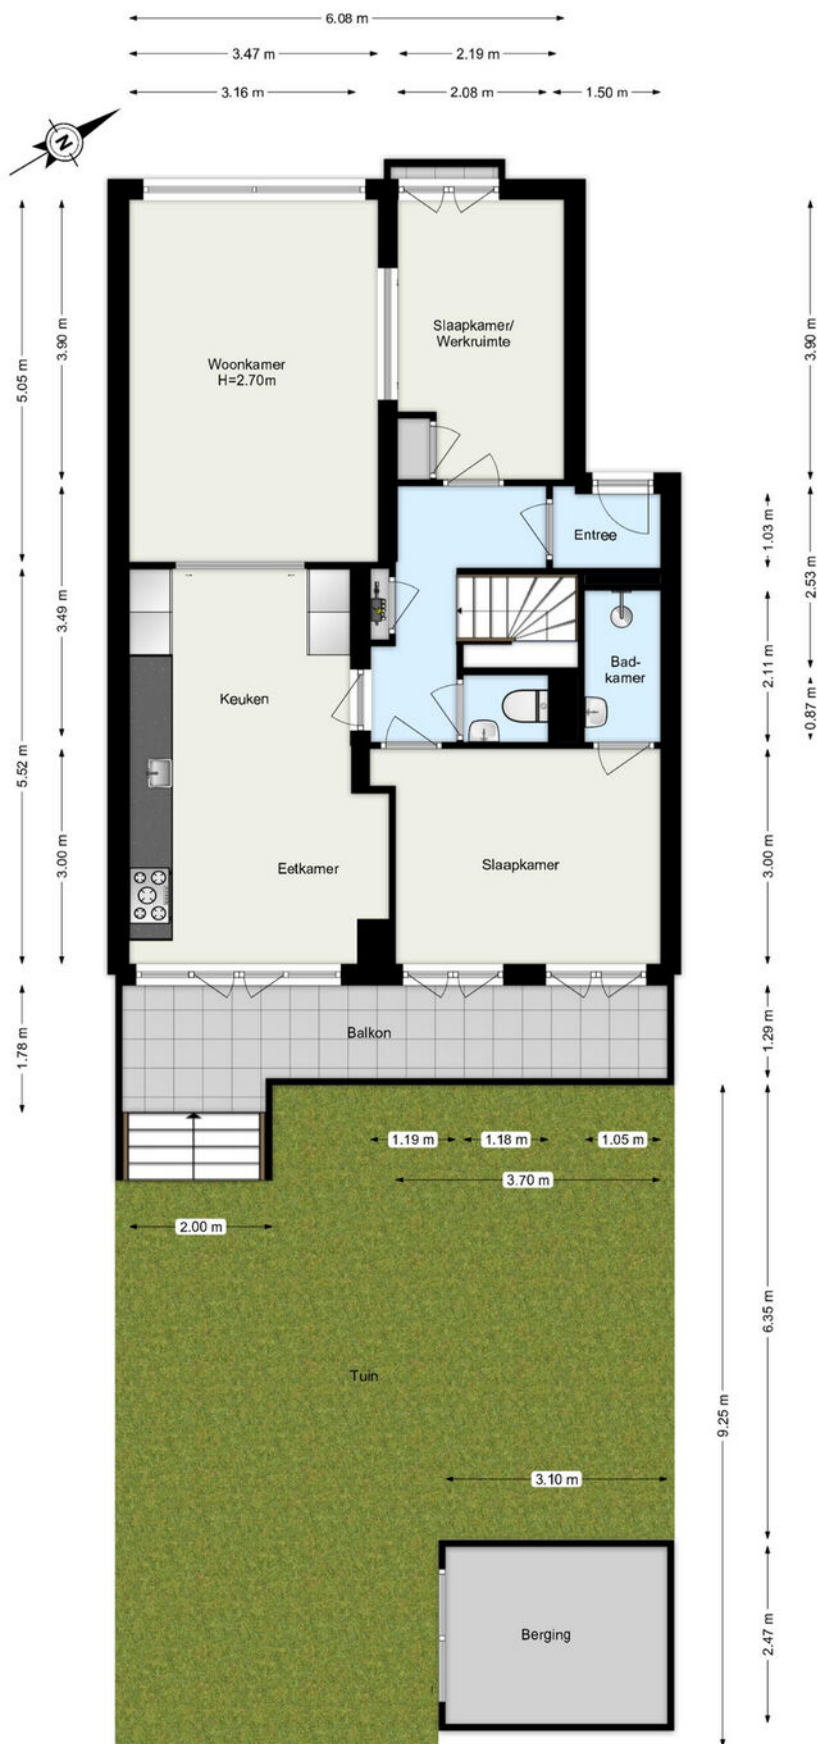 6.08 m
3.47 m
2.19 m
3.16 m
2.08 m
1.50 m
N
5.05 m
3.90 m
3.90 m
Slaapkamer/
Werkruimte
Woonkamer
H=2.70m
1.03 m
Entree
2.53 m
3.49 m
2.11 m
Bad-
kamer
0.87 m
Keuken
5.52 m
3.00 m
3.00 m
Eetkamer
Slaapkamer
1.78 m
Balkon
1.29 m
1.19 m
1.18 m
1.05 m
3.70 m
2.00 m
6.35 m
Tuin
9.25 m
3.10 m
Berging
2.47 m